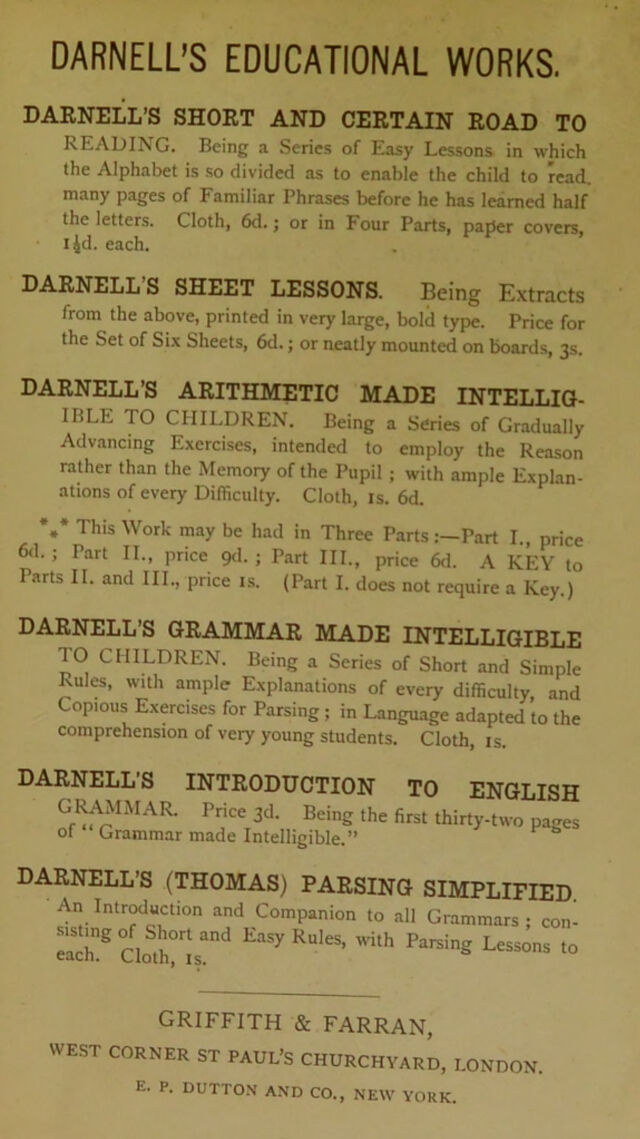 DARNELL'S EDUCATIONAL WORKS.
DARNELL'S SHORT AND CERTAIN ROAD TO
READING. Being a Series of Easy Lessons in which
the Alphabet is so divided as to enable the child to read
many pages of Familiar Phrases before he has learned half
the letters. Cloth, 6d.; or in Four Parts, paper covers,
1½d. each.
DARNELL'S SHEET LESSONS. Being Extracts
from the above, printed in very large, bold type. Price for
the Set of Six Sheets, 6d.; or neatly mounted on boards, 3s.
DARNELL'S ARITHMETIC MADE INTELLIG-
IBLE TO CHILDREN. Being a Series of Gradually
Advancing Exercises, intended to employ the Reason
rather than the Memory of the Pupil; with ample Explan-
ations of every Difficulty. Cloth, 1s. 6d.
*** This Work may be had in Three Parts:—Part I., price
6d.; Part II., price 9d.; Part III., price 6d. A KEY to
Parts II. and III., price 1s. (Part I. does not require a Key.)
DARNELL'S GRAMMAR MADE INTELLIGIBLE
TO CHILDREN. Being a Series of Short and Simple
Rules, with ample Explanations of every difficulty, and
Copious Exercises for Parsing; in Language adapted to the
comprehension of very young students. Cloth, 1s.
DARNELL'S INTRODUCTION TO ENGLISH
GRAMMAR. Price 3d. Being the first thirty-two pages
of "Grammar made Intelligible."
DARNELL'S (THOMAS) PARSING SIMPLIFIED.
An Introduction and Companion to all Grammars; con-
sisting of Short and Easy Rules, with Parsing Lessons to
each. Cloth, 1s.
GRIFFITH & FARRAN,
WEST CORNER ST PAUL'S CHURCHYARD, LONDON.
E. P. DUTTON AND CO., NEW YORK.